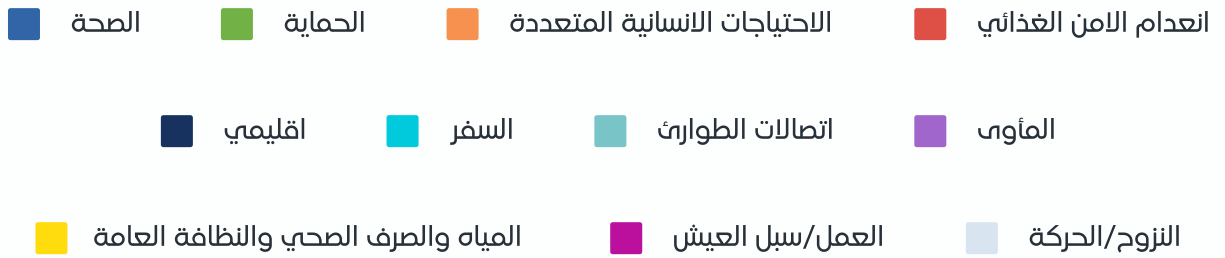 انعدام الامن الغذائي الاحتياجات الانسانية المتعددة الحماية الصحة
المأوى اتصالات الطوارئ السفر اقليمي
النزوح/الحركة العمل/سبل العيش المياه والصرف الصحي والنظافة العامة